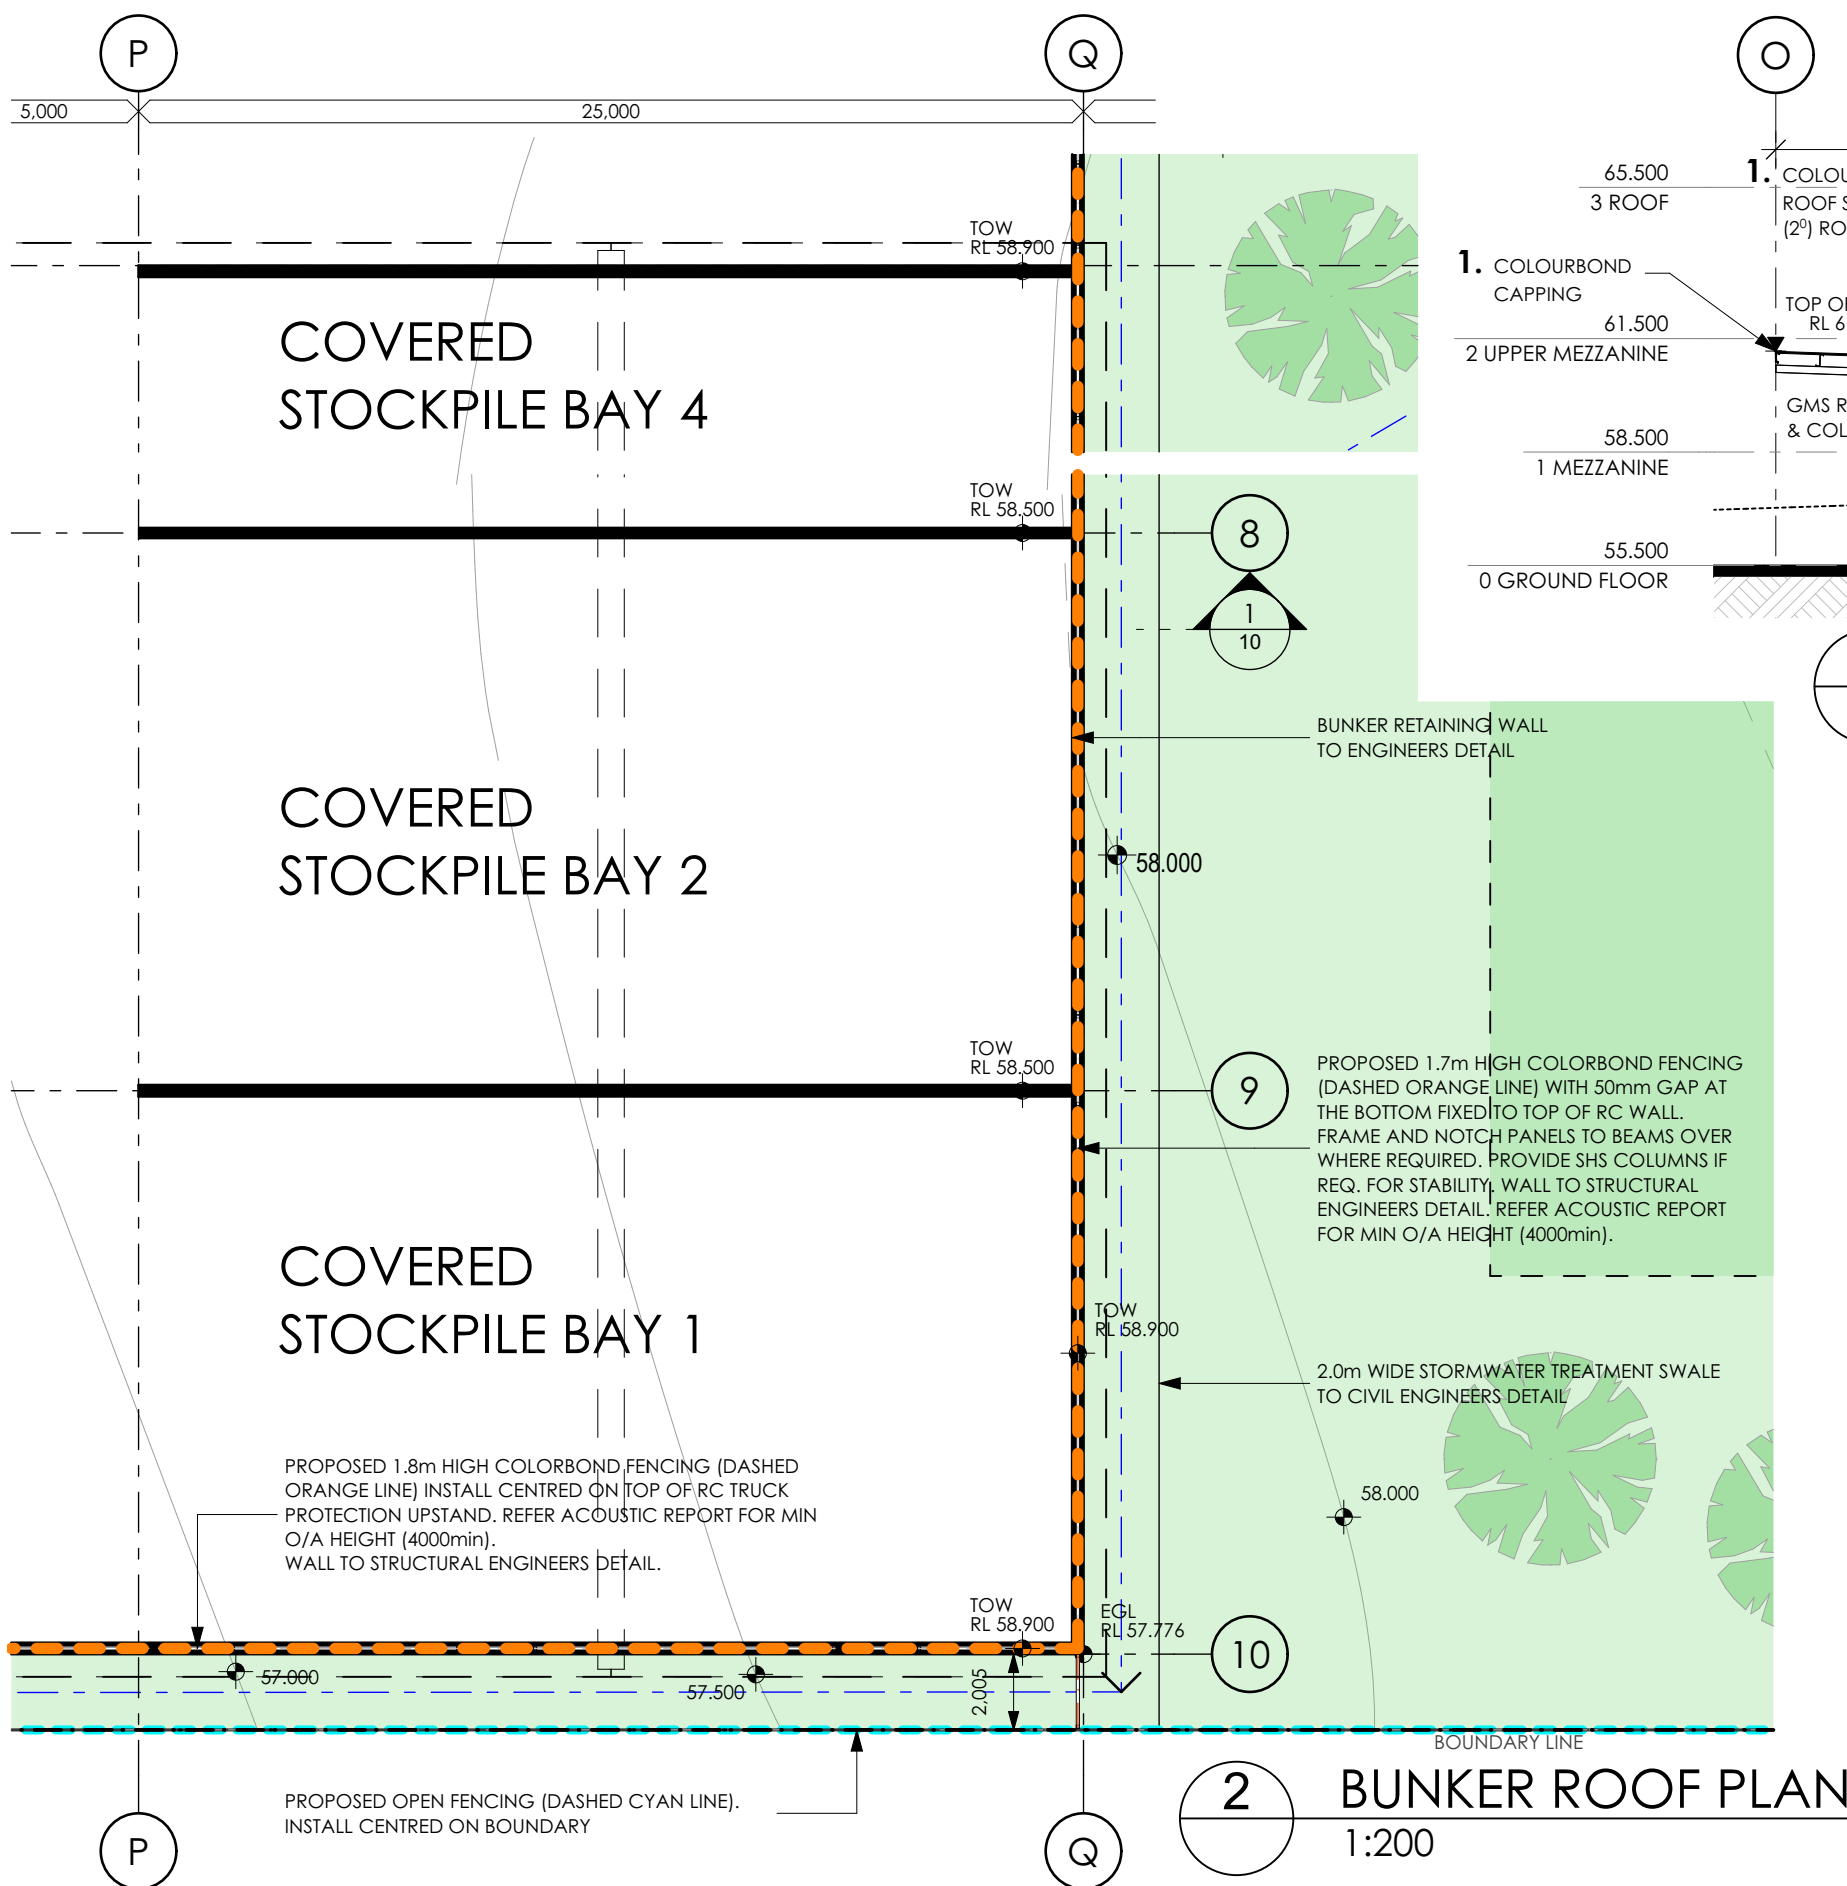 P
Q
O
5,000
25,000
65.500
3 ROOF
1.
ROOF S
(2⁰) RO
1. COLOURBOND
CAPPING
61.500
2 UPPER MEZZANINE
RL 6
GMS R
58.500
1 MEZZANINE
55.500
0 GROUND FLOOR
TOW
RL 58.900
COVERED
STOCKPILE BAY 4
TOW
RL 58.500
8
1
10
BUNKER RETAINING WALL
TO ENGINEERS DETAIL
COVERED
STOCKPILE BAY 2
58.000
TOW
RL 58.500
9
PROPOSED 1.7m HIGH COLORBOND FENCING
(DASHED ORANGE LINE) WITH 50mm GAP AT
THE BOTTOM FIXED TO TOP OF RC WALL.
FRAME AND NOTCH PANELS TO BEAMS OVER
WHERE REQUIRED. PROVIDE SHS COLUMNS IF
REQ. FOR STABILITY. WALL TO STRUCTURAL
ENGINEERS DETAIL. REFER ACOUSTIC REPORT
FOR MIN O/A HEIGHT (4000min).
COVERED
STOCKPILE BAY 1
TOW
RL 58.900
2.0m WIDE STORMWATER TREATMENT SWALE
TO CIVIL ENGINEERS DETAIL
58.000
PROPOSED 1.8m HIGH COLORBOND FENCING (DASHED
ORANGE LINE) INSTALL CENTRED ON TOP OF RC TRUCK
PROTECTION UPSTAND. REFER ACOUSTIC REPORT FOR MIN
O/A HEIGHT (4000min).
WALL TO STRUCTURAL ENGINEERS DETAIL.
TOW
RL 58.900
EGL
RL 57.776
10
57.000
57.500
2,005
BOUNDARY LINE
PROPOSED OPEN FENCING (DASHED CYAN LINE).
INSTALL CENTRED ON BOUNDARY
P
Q
2
BUNKER ROOF PLAN
1:200